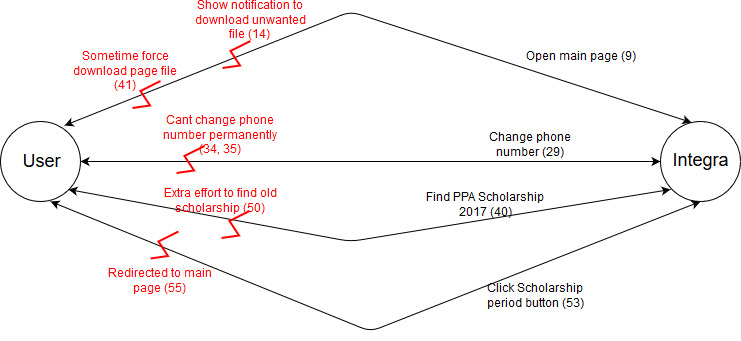 Show notification to
download unwanted
file (14)
Sometime force
download page file
(41)
Open main page (9)
Cant change phone
number permanently
(34, 35)
Change phone
number (29)
User
Integra
Extra effort to find old
scholarship (50)
Find PPA Scholarship
2017 (40)
Redirected to main
page (55)
Click Scholarship
period button (53)